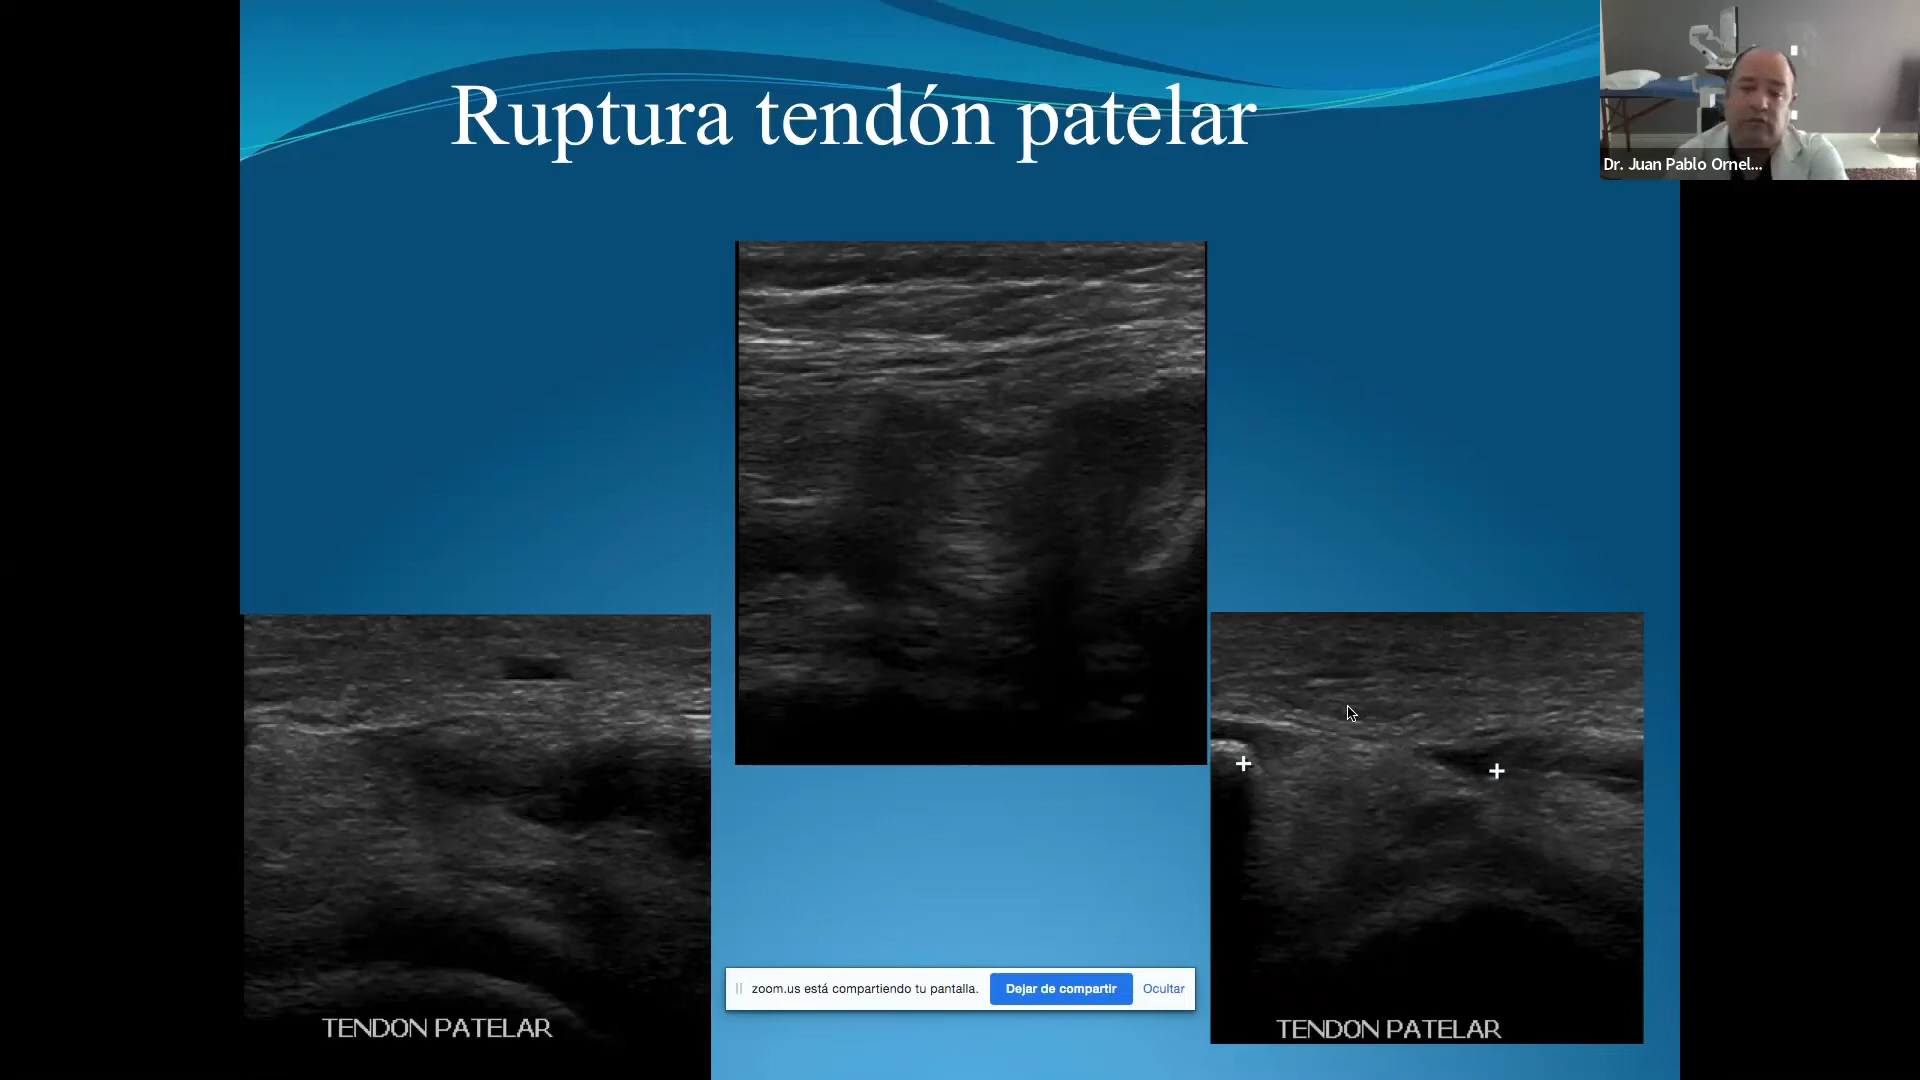 Ruptura tendón patelar
Dr. Juan Pablo Ornel...
zoom.us está compartiendo tu pantalla.
Dejar de compartir
Ocultar
TENDON PATELAR
TENDON PATELAR